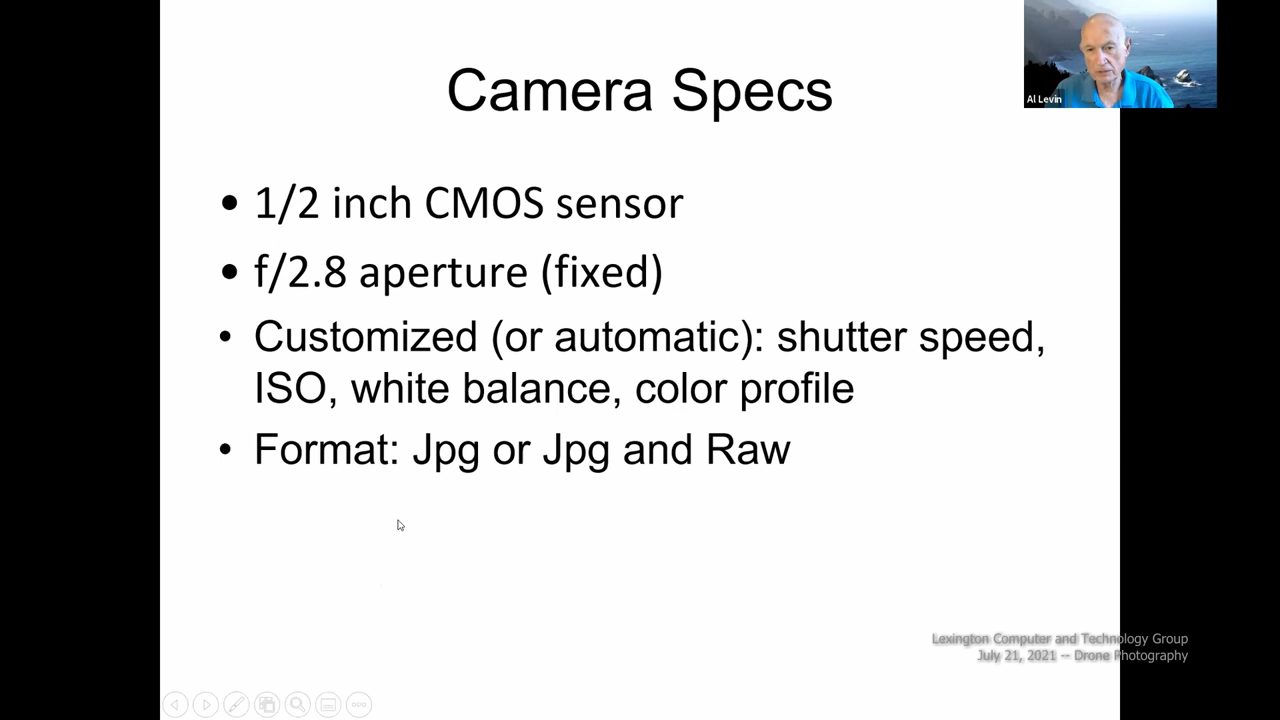 Camera Specs
Al Levin
• 1/2 inch CMOS sensor
• f/2.8 aperture (fixed)
• Customized (or automatic): shutter speed,
ISO, white balance, color profile
• Format: Jpg or Jpg and Raw
Lexington Computer and Technology Group
July 21, 2021 -- Drone Photography